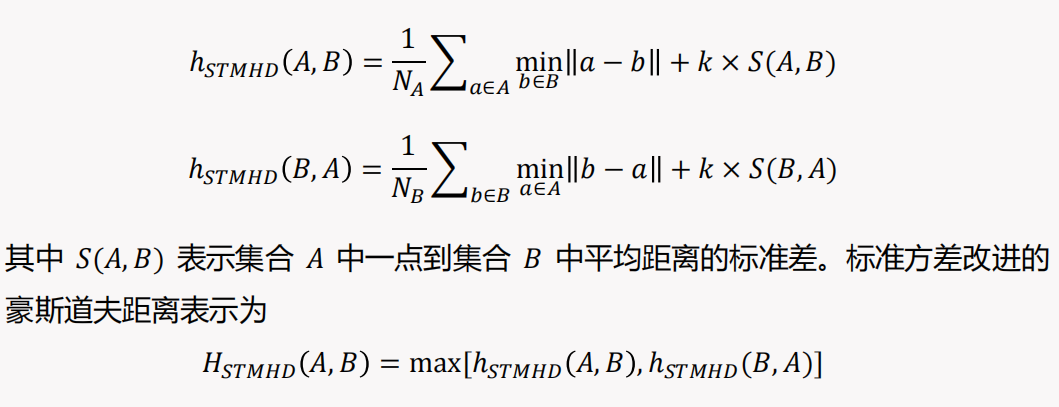 h_{STMHD}(A, B) = \frac{1}{N_A} \sum_{a \in A} \min_{b \in B} \|a − b\| + k × S(A, B)
h_{STMHD}(B, A) = \frac{1}{N_B} \sum_{b \in B} \min_{a \in A} \|b − a\| + k × S(B, A)
其中 S(A, B) 表示集合 A 中一点到集合 B 中平均距离的标准差。标准方差改进的
豪斯道夫距离表示为
H_{STMHD}(A, B) = max[h_{STMHD}(A, B), h_{STMHD}(B, A)]